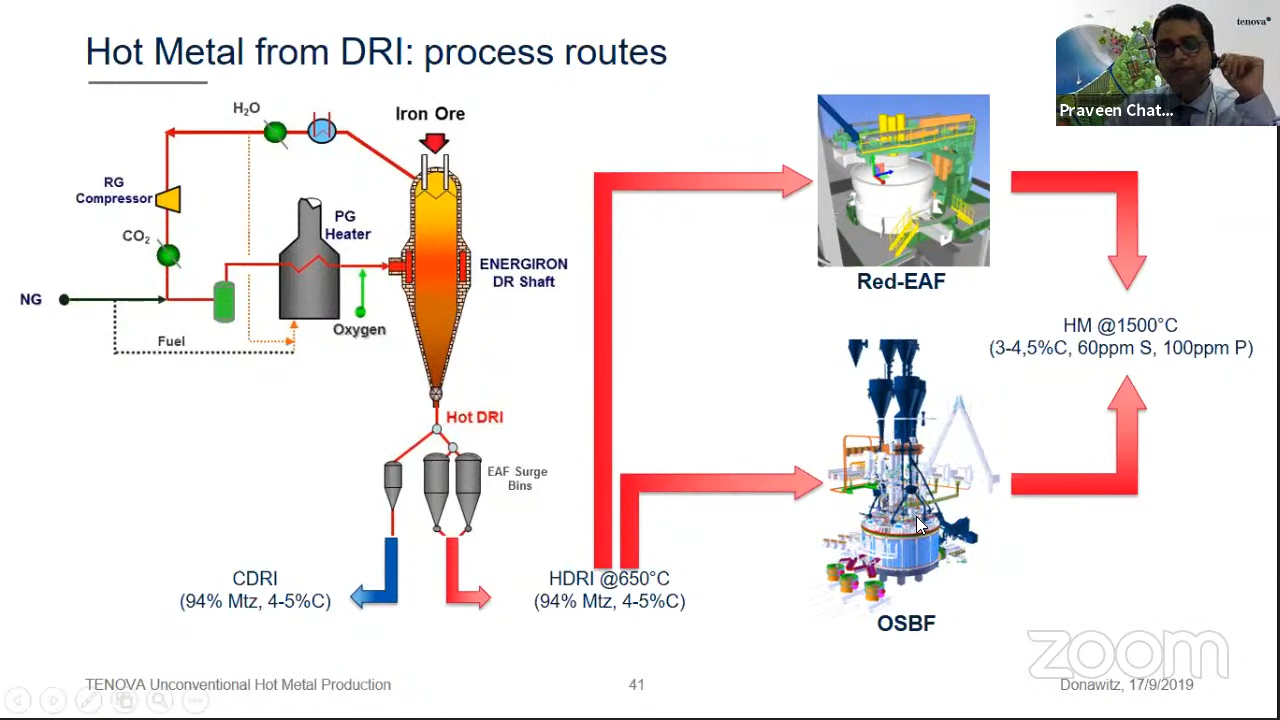 Hot Metal from DRI: process routes
tenova
Praveen Chat...
H2O
Iron Ore
RG
Compressor
PG
Heater
CO2
ENERGIRON
DR Shaft
NG
Oxygen
Fuel
Hot DRI
EAF Surge
Bins
CDRI
(94% Mtz, 4-5%C)
HDRI @650°C
(94% Mtz, 4-5%C)
Red-EAF
HM @1500°C
(3-4,5%C, 60ppm S, 100ppm P)
OSBF
zoom
TENOVA Unconventional Hot Metal Production
41
Donawitz, 17/9/2019